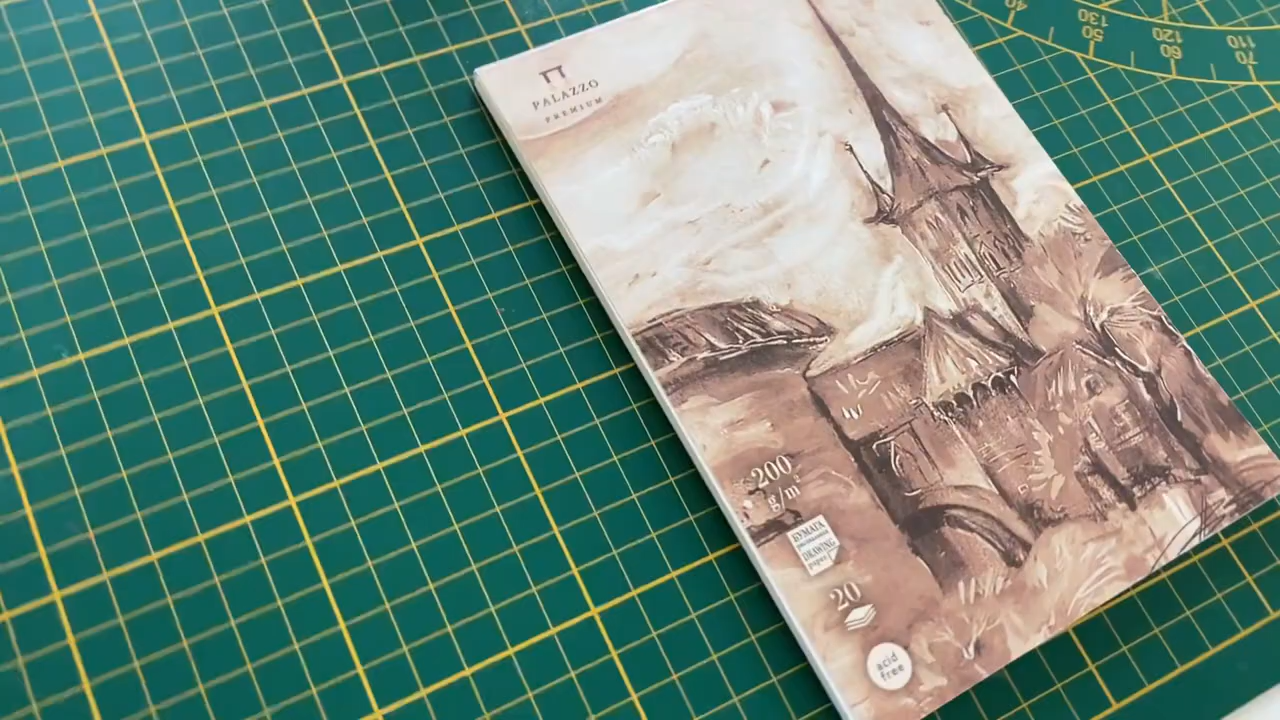 PALAZZO
PREMIUM
200
g/m²
БУМАГА
DRAWING
paper
20
acid
free
40
130
50
120
60
110
70